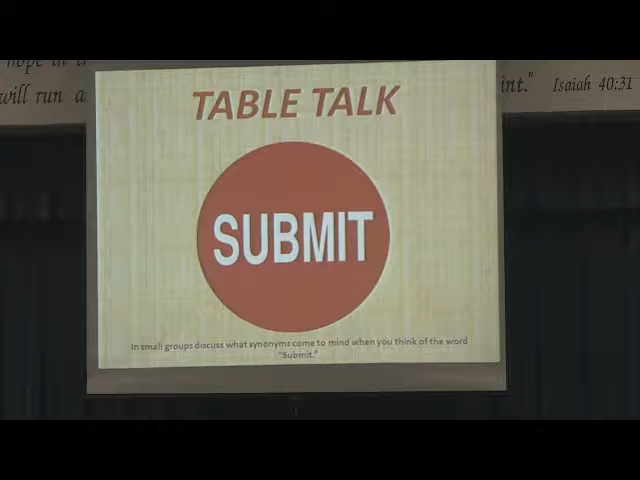 hope in
will run
int." Isaiah 40:31
TABLE TALK
SUBMIT
In small groups discuss what synonyms come to mind when you think of the word
"Submit."